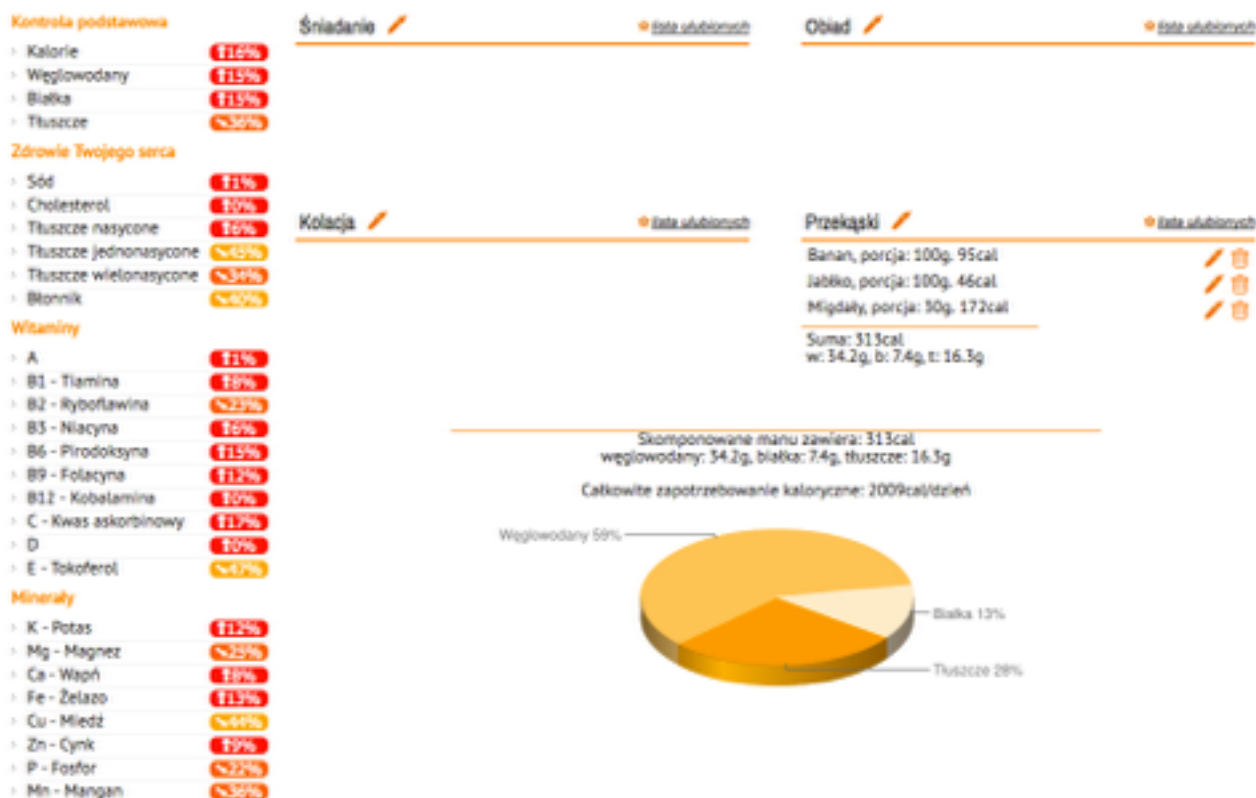 Kontrola podstawowa
Kalorie 16%
Węglowodany 15%
Białka 15%
Tłuszcze 36%
Zdrowie Twojego serca
Sód 1%
Cholesterol 0%
Tłuszcze nasycone 6%
Tłuszcze jednonasycone 45%
Tłuszcze wielonasycone 34%
Błonnik 40%
Witaminy
A 1%
B1 - Tiamina 8%
B2 - Ryboflawina 23%
B3 - Niacyna 6%
B6 - Pirodoksyna 15%
B9 - Folacyna 12%
B12 - Kobalamina 0%
C - Kwas askorbinowy 17%
D 0%
E - Tokoferol 47%
Minerały
K - Potas 12%
Mg - Magnez 25%
Ca - Wapń 8%
Fe - Żelazo 13%
Cu - Miedź 44%
Zn - Cynk 9%
P - Fosfor 22%
Mn - Mangan 36%
Śniadanie lista ulubionych
Obiad lista ulubionych
Kolacja lista ulubionych
Przekąski lista ulubionych
Banan, porcja: 100g. 95cal
Jabłko, porcja: 100g. 46cal
Migdały, porcja: 30g. 172cal
Suma: 313cal
w: 34.2g, b: 7.4g, t: 16.3g
Skomponowane manu zawiera: 313cal
węglowodany: 34.2g, białka: 7.4g, tłuszcze: 16.3g
Całkowite zapotrzebowanie kaloryczne: 2009cal/dzień
Węglowodany 59%
Białka 13%
Tłuszcze 28%